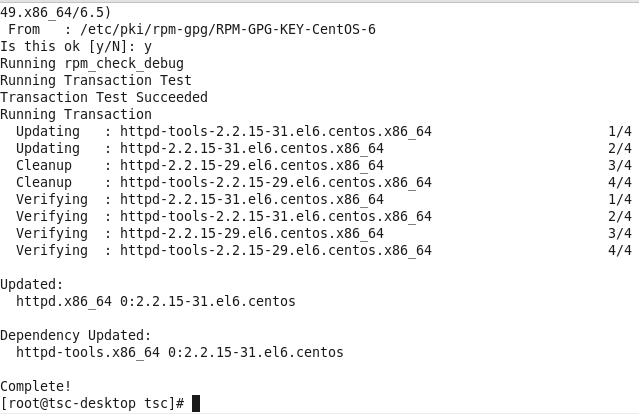 49.x86_64/6.5)
 From   : /etc/pki/rpm-gpg/RPM-GPG-KEY-CentOS-6
Is this ok [y/N]: y
Running rpm_check_debug
Running Transaction Test
Transaction Test Succeeded
Running Transaction
  Updating   : httpd-tools-2.2.15-31.el6.centos.x86_64                      1/4
  Updating   : httpd-2.2.15-31.el6.centos.x86_64                            2/4
  Cleanup    : httpd-2.2.15-29.el6.centos.x86_64                            3/4
  Cleanup    : httpd-tools-2.2.15-29.el6.centos.x86_64                      4/4
  Verifying  : httpd-2.2.15-31.el6.centos.x86_64                            1/4
  Verifying  : httpd-tools-2.2.15-31.el6.centos.x86_64                      2/4
  Verifying  : httpd-2.2.15-29.el6.centos.x86_64                            3/4
  Verifying  : httpd-tools-2.2.15-29.el6.centos.x86_64                      4/4

Updated:
  httpd.x86_64 0:2.2.15-31.el6.centos

Dependency Updated:
  httpd-tools.x86_64 0:2.2.15-31.el6.centos

Complete!
[root@tsc-desktop tsc]#